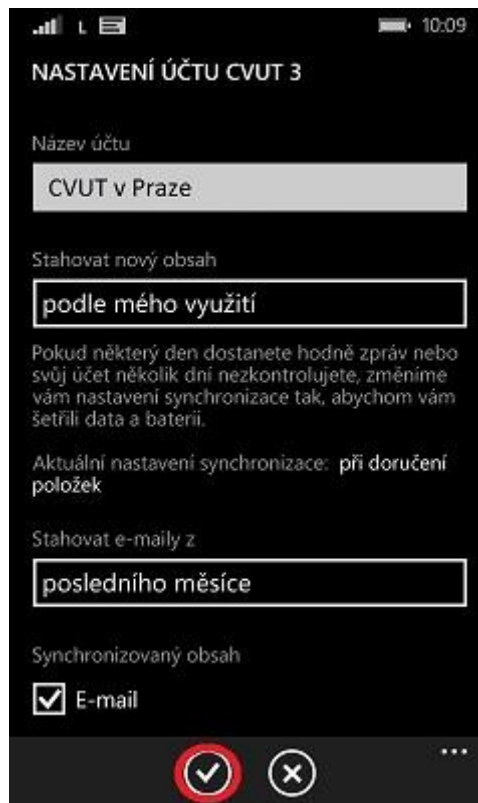 L 10:09
NASTAVENÍ ÚČTU CVUT 3
Název účtu
CVUT v Praze
Stahovat nový obsah
podle mého využití
Pokud některý den dostanete hodně zpráv nebo
svůj účet několik dní nezkontrolujete, změníme
vám nastavení synchronizace tak, abychom vám
šetřili data a baterii.
Aktuální nastavení synchronizace: při doručení
položek
Stahovat e-maily z
posledního měsíce
Synchronizovaný obsah
E-mail